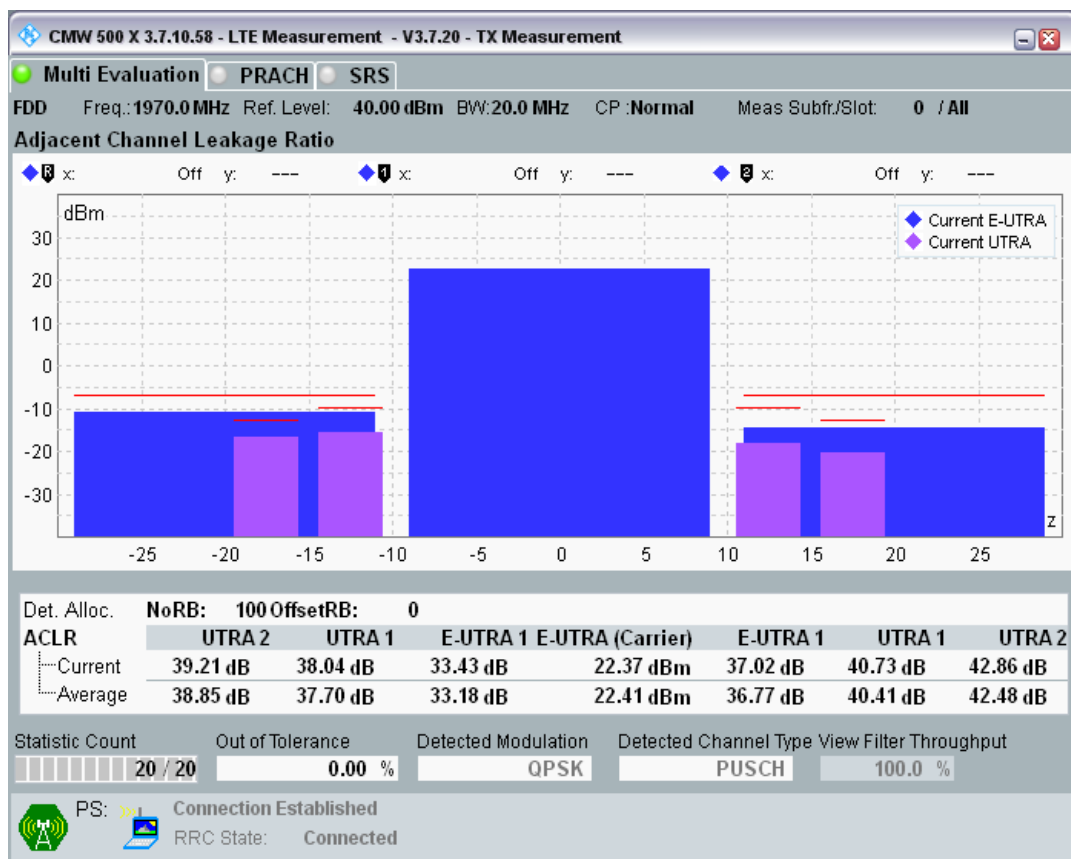 CMW 500 X 3.7.10.58 - LTE Measurement - V3.7.20 - TX Measurement
Multi Evaluation PRACH SRS
FDD Freq.:1970.0 MHz Ref. Level: 40.00 dBm BW:20.0 MHz CP :Normal Meas Subfr./Slot: 0 / All
Adjacent Channel Leakage Ratio
R x: Off y: --- 1 x: Off y: --- 2 x: Off y: ---
dBm
Current E-UTRA
Current UTRA
30
20
10
0
-10
-20
-30
z
-25 -20 -15 -10 -5 0 5 10 15 20 25
Det. Alloc. NoRB: 100 OffsetRB: 0
ACLR UTRA 2 UTRA 1 E-UTRA 1 E-UTRA (Carrier) E-UTRA 1 UTRA 1 UTRA 2
Current 39.21 dB 38.04 dB 33.43 dB 22.37 dBm 37.02 dB 40.73 dB 42.86 dB
Average 38.85 dB 37.70 dB 33.18 dB 22.41 dBm 36.77 dB 40.41 dB 42.48 dB
Statistic Count Out of Tolerance Detected Modulation Detected Channel Type View Filter Throughput
20 / 20 0.00 % QPSK PUSCH 100.0 %
PS: Connection Established
RRC State: Connected